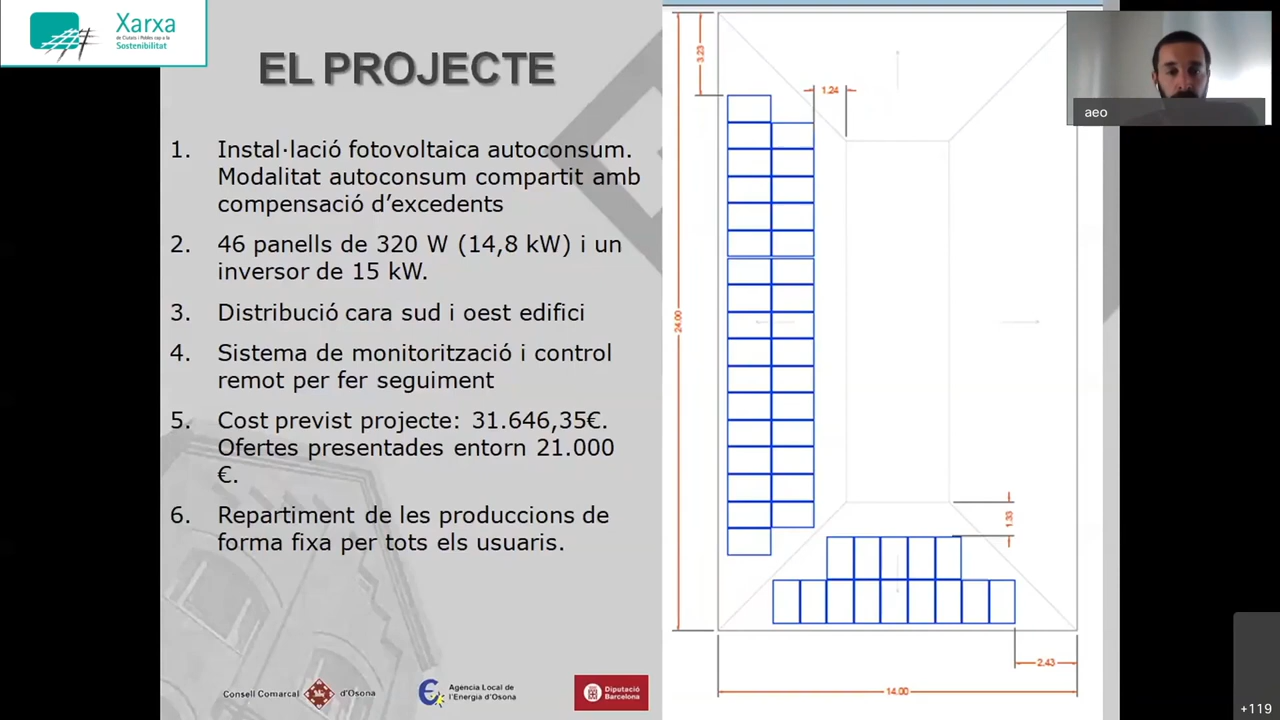 Xarxa
de Ciutats i Pobles cap a la
Sostenibilitat
EL PROJECTE
1. Instal·lació fotovoltaica autoconsum.
Modalitat autoconsum compartit amb
compensació d’excedents
2. 46 panells de 320 W (14,8 kW) i un
inversor de 15 kW.
3. Distribució cara sud i oest edifici
4. Sistema de monitorització i control
remot per fer seguiment
5. Cost previst projecte: 31.646,35€.
Ofertes presentades entorn 21.000
€.
6. Repartiment de les produccions de
forma fixa per tots els usuaris.
Consell Comarcal d'Osona
Agència Local de
l'Energia d'Osona
Diputació
Barcelona
3.23
1.24
24.00
1.33
2.43
14.00
aeo
+119